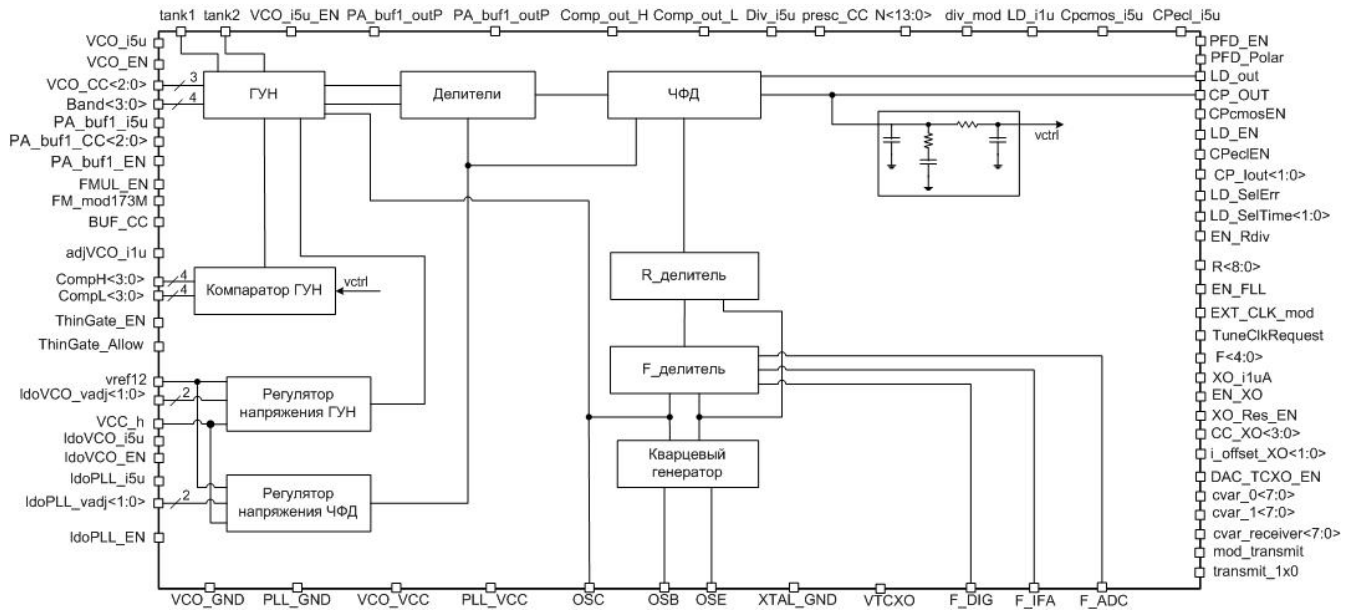 tank1 tank2 VCO_i5u_EN PA_buf1_outP PA_buf1_outP Comp_out_H Comp_out_L Div_i5u presc_CC N<13:0> div_mod LD_i1u Cpcmos_i5u CPecl_i5u
VCO_i5u
VCO_EN
VCO_CC<2:0>
Band<3:0>
PA_buf1_i5u
PA_buf1_CC<2:0>
PA_buf1_EN
FMUL_EN
FM_mod173M
BUF_CC
adjVCO_i1u
CompH<3:0>
CompL<3:0>
ThinGate_EN
ThinGate_Allow
vref12
ldoVCO_vadj<1:0>
VCC_h
ldoVCO_i5u
ldoVCO_EN
ldoPLL_i5u
ldoPLL_vadj<1:0>
ldoPLL_EN
3
4
4
4
2
2
ГУН
Делители
ЧФД
vctrl
Компаратор ГУН
vctrl
R_делитель
F_делитель
Регулятор
напряжения ГУН
Кварцевый
генератор
Регулятор
напряжения ЧФД
PFD_EN
PFD_Polar
LD_out
CP_OUT
CPcmosEN
LD_EN
CPeclEN
CP_Iout<1:0>
LD_SelErr
LD_SelTime<1:0>
EN_Rdiv
R<8:0>
EN_FLL
EXT_CLK_mod
TuneClkRequest
F<4:0>
XO_i1uA
EN_XO
XO_Res_EN
CC_XO<3:0>
i_offset_XO<1:0>
DAC_TCXO_EN
cvar_0<7:0>
cvar_1<7:0>
cvar_receiver<7:0>
mod_transmit
transmit_1x0
VCO_GND PLL_GND VCO_VCC PLL_VCC OSC OSB OSE XTAL_GND VTCXO F_DIG F_IFA F_ADC